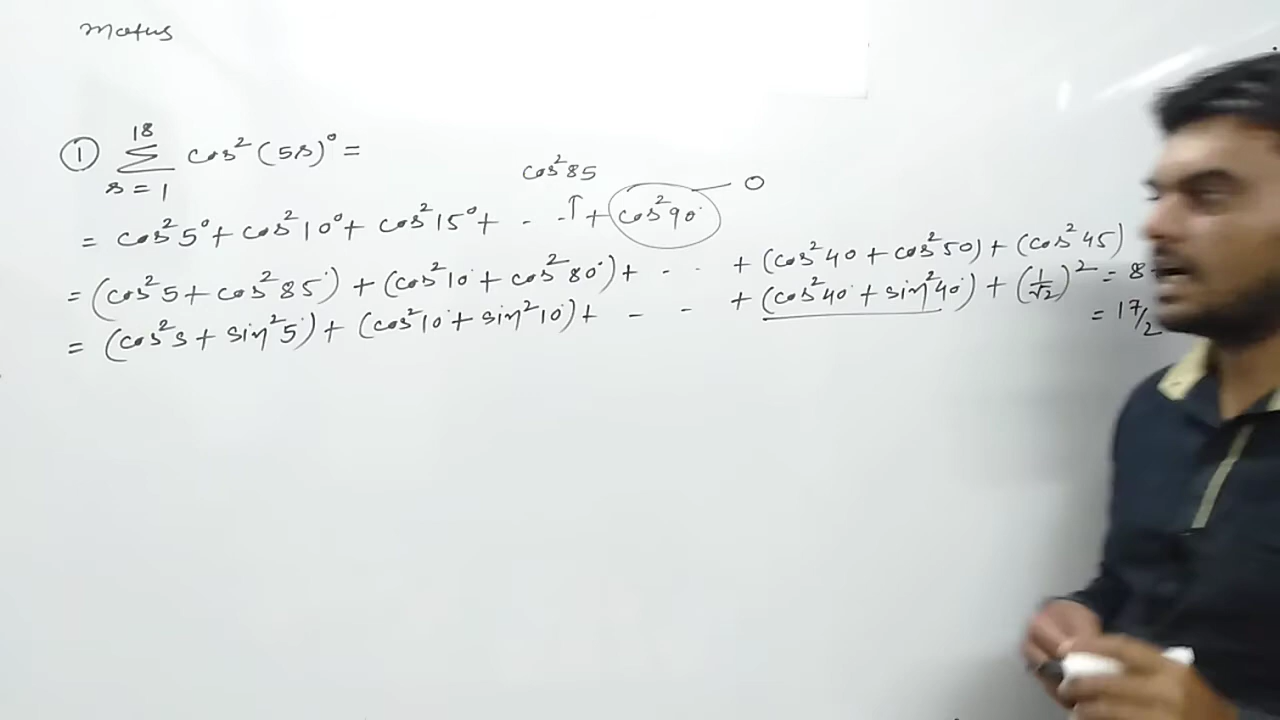 Matus
① 18 Σ r=1 cos²(5r)° =
cos²85
= cos²5° + cos²10° + cos²15° + - - ↑ + cos²90° — 0
= (cos²5 + cos²85°) + (cos²10 + cos²80°) + - - + (cos²40 + cos²50) + (cos²45)
= (cos²5 + sin²5°) + (cos²10 + sin²10) + - - + (cos²40 + sin²40) + (1/√2)² = 8
= 17/2